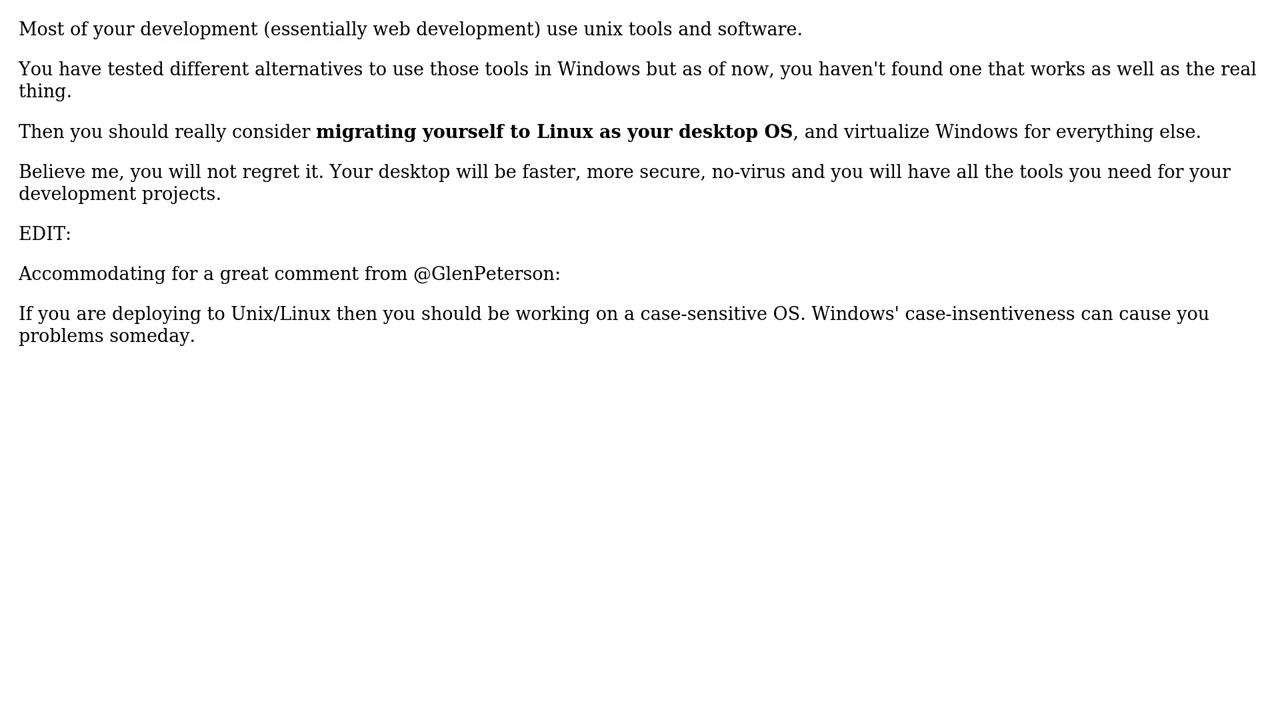 Most of your development (essentially web development) use unix tools and software.
You have tested different alternatives to use those tools in Windows but as of now, you haven't found one that works as well as the real
thing.
Then you should really consider migrating yourself to Linux as your desktop OS, and virtualize Windows for everything else.
Believe me, you will not regret it. Your desktop will be faster, more secure, no-virus and you will have all the tools you need for your
development projects.
EDIT:
Accommodating for a great comment from @GlenPeterson:
If you are deploying to Unix/Linux then you should be working on a case-sensitive OS. Windows' case-insentiveness can cause you
problems someday.